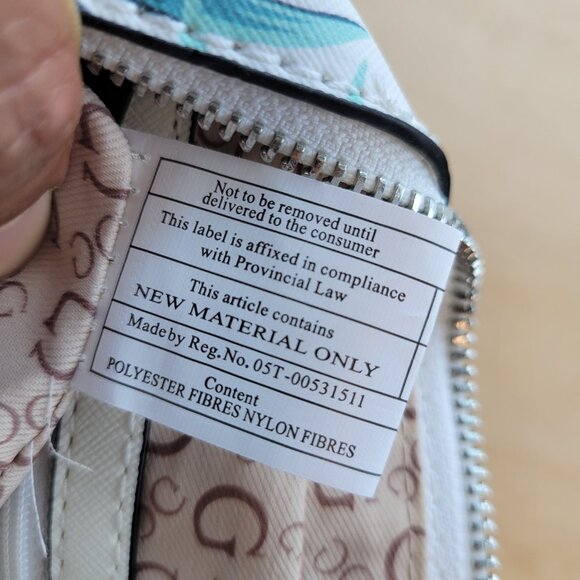 Not to be removed until
delivered to the consumer
This label is affixed in compliance
with Provincial Law
This article contains
NEW MATERIAL ONLY
Made by Reg. No. 05T-00531511
Content
POLYESTER FIBRES NYLON FIBRES